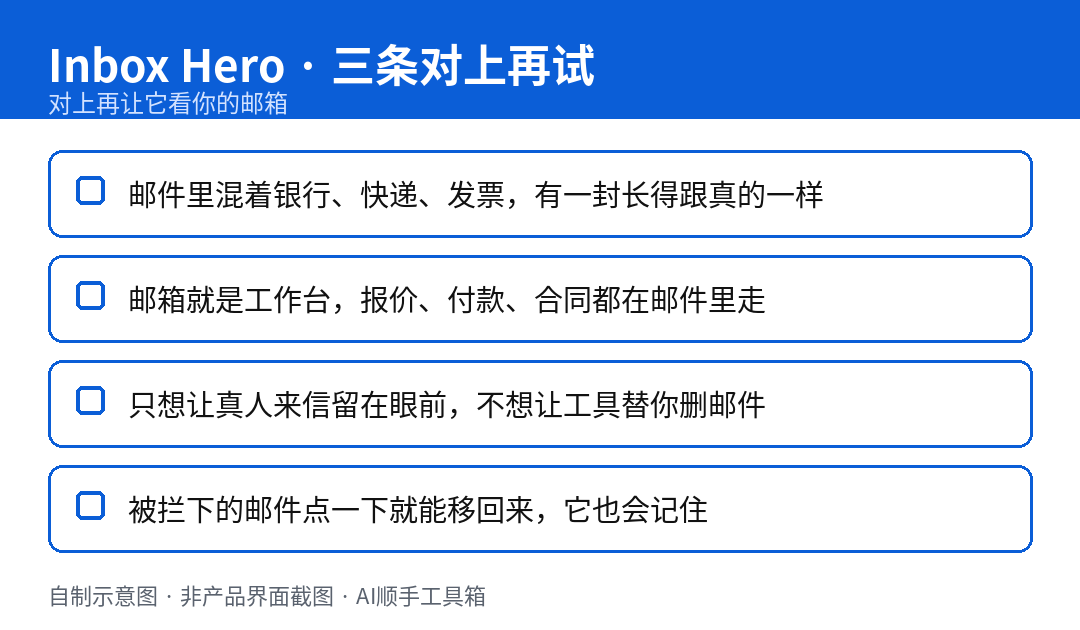 Inbox Hero · 三条对上再试
对上再让它看你的邮箱
邮件里混着银行、快递、发票，有一封长得跟真的一样
邮箱就是工作台，报价、付款、合同都在邮件里走
只想让真人来信留在眼前，不想让工具替你删邮件
被拦下的邮件点一下就能移回来，它也会记住
自制示意图 · 非产品界面截图 · AI顺手工具箱